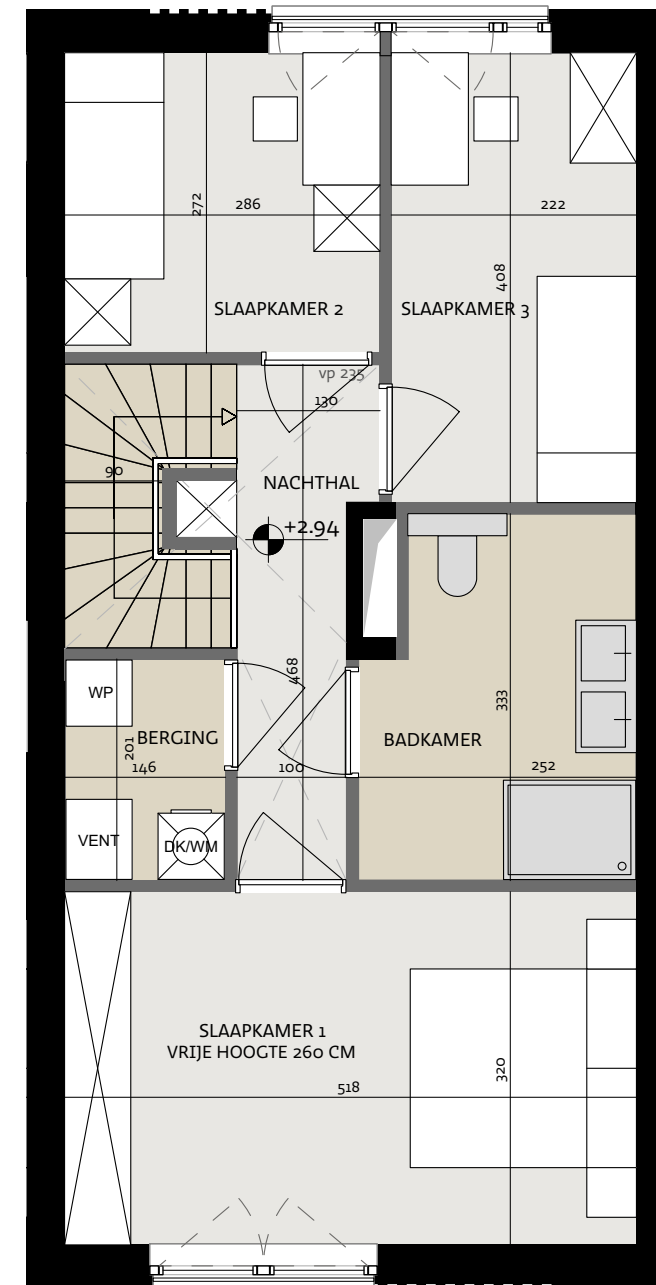 272
286
222
408
SLAAPKAMER 2
SLAAPKAMER 3
vp 235
130
90
NACHTHAL
+2.94
468
WP
BERGING
201
146
100
BADKAMER
333
252
VENT
DK/WM
SLAAPKAMER 1
VRIJE HOOGTE 260 CM
320
518